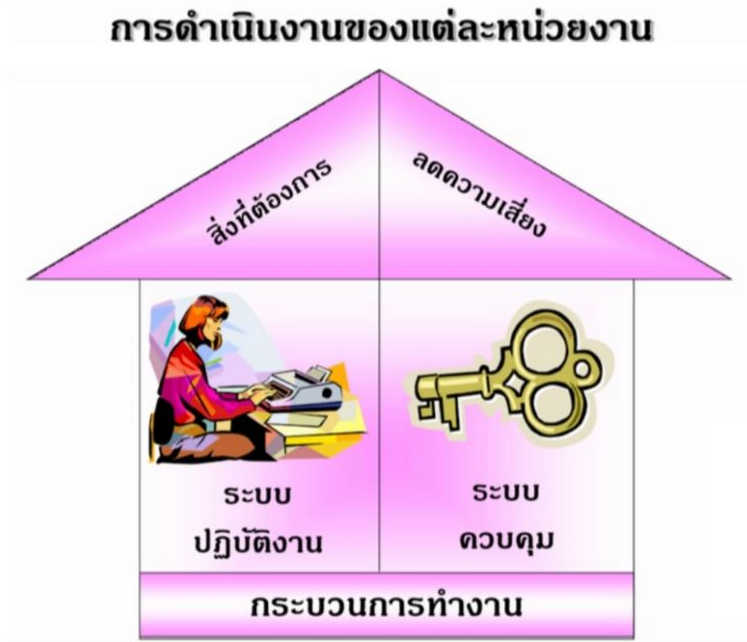 การดำเนินงานของแต่ละหน่วยงาน
สิ่งที่ต้องการ
ลดความเสี่ยง
ระบบ
ปฏิบัติงาน
ระบบ
ควบคุม
กระบวนการทำงาน